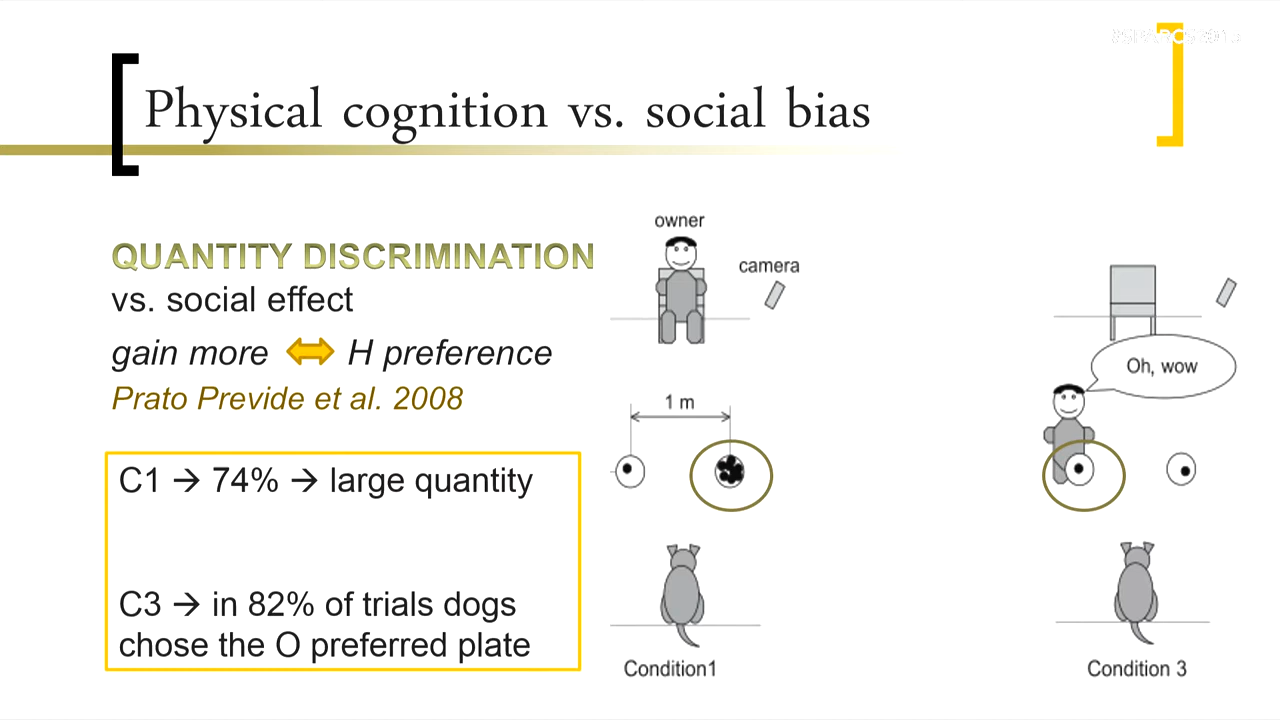 Physical cognition vs. social bias
QUANTITY DISCRIMINATION
vs. social effect
gain more ⇔ H preference
Prato Previde et al. 2008
C1 → 74% → large quantity
C3 → in 82% of trials dogs
chose the O preferred plate
owner
camera
1 m
Condition1
Oh, wow
Condition 3